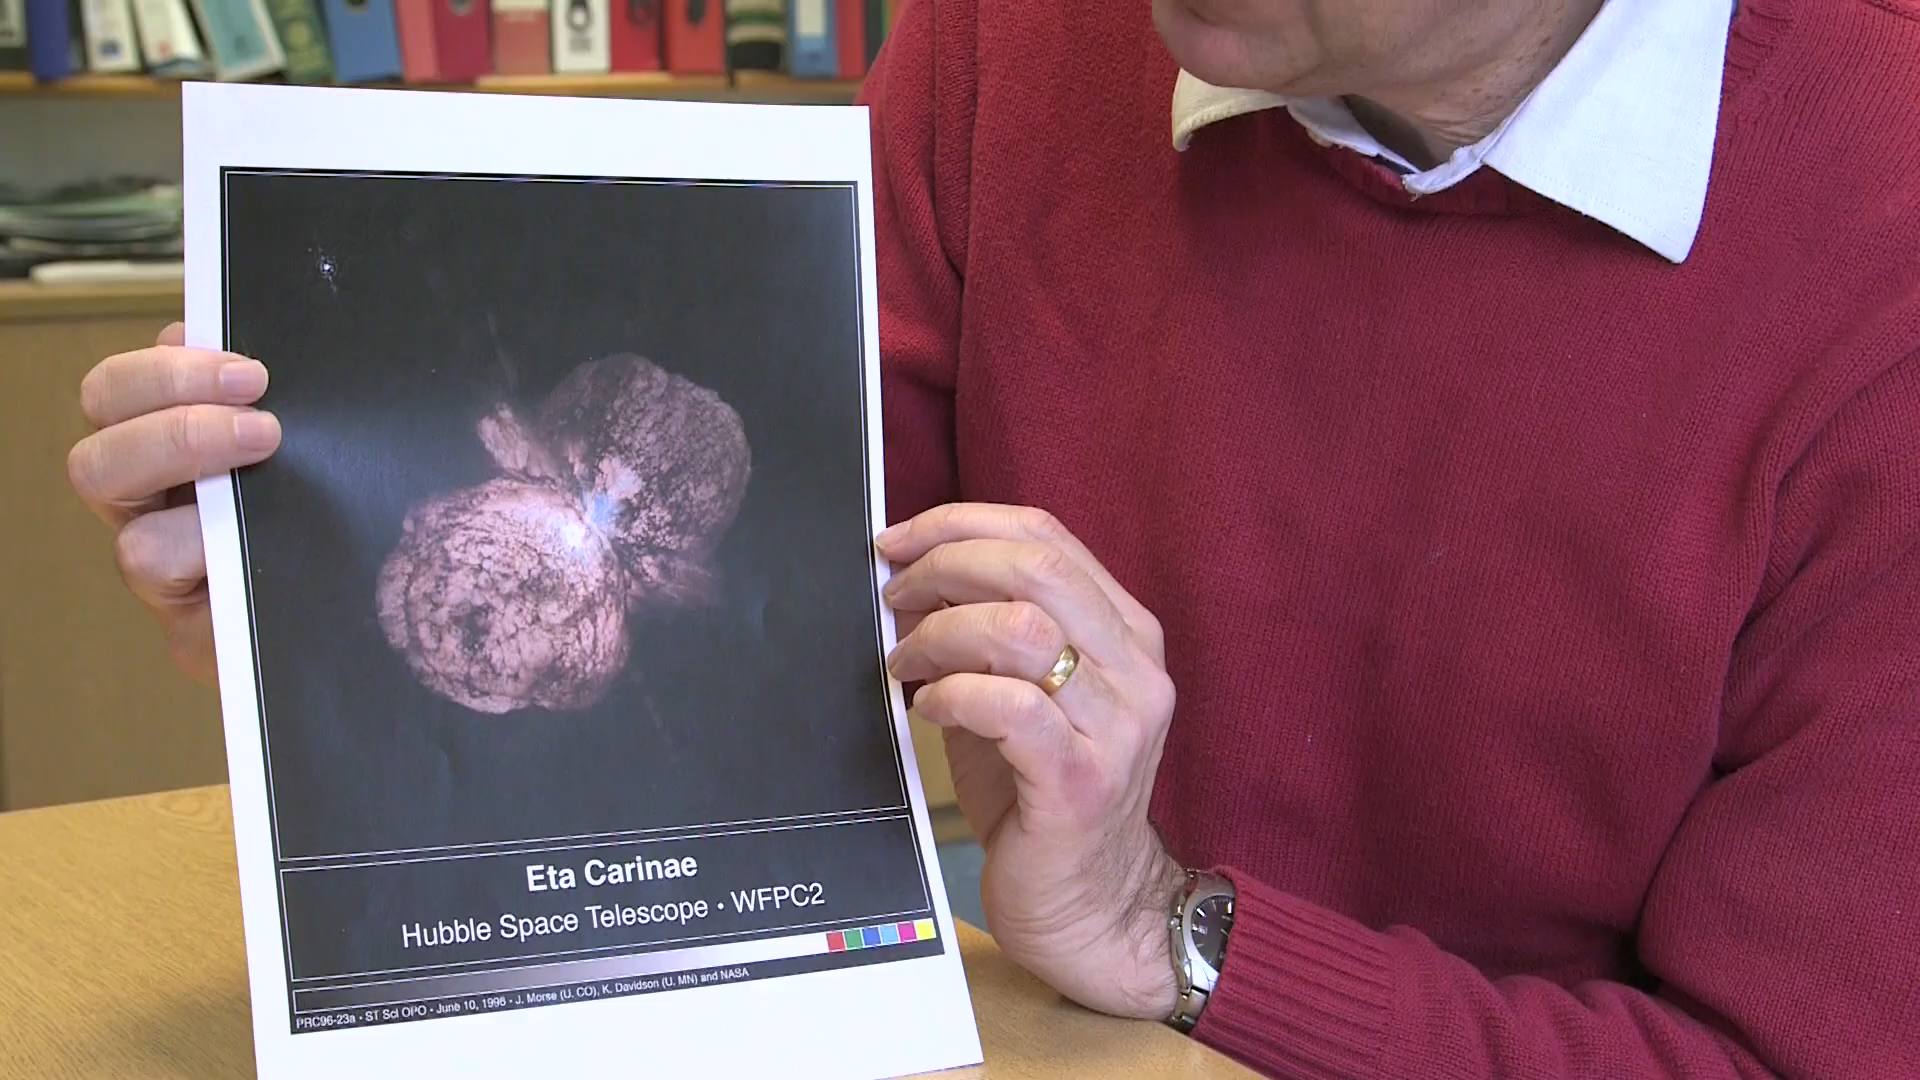 Eta Carinae
Hubble Space Telescope • WFPC2
PRC96-23a • ST ScI OPO • June 10, 1996 • J. Morse (U. CO), K. Davidson (U. MN) and NASA